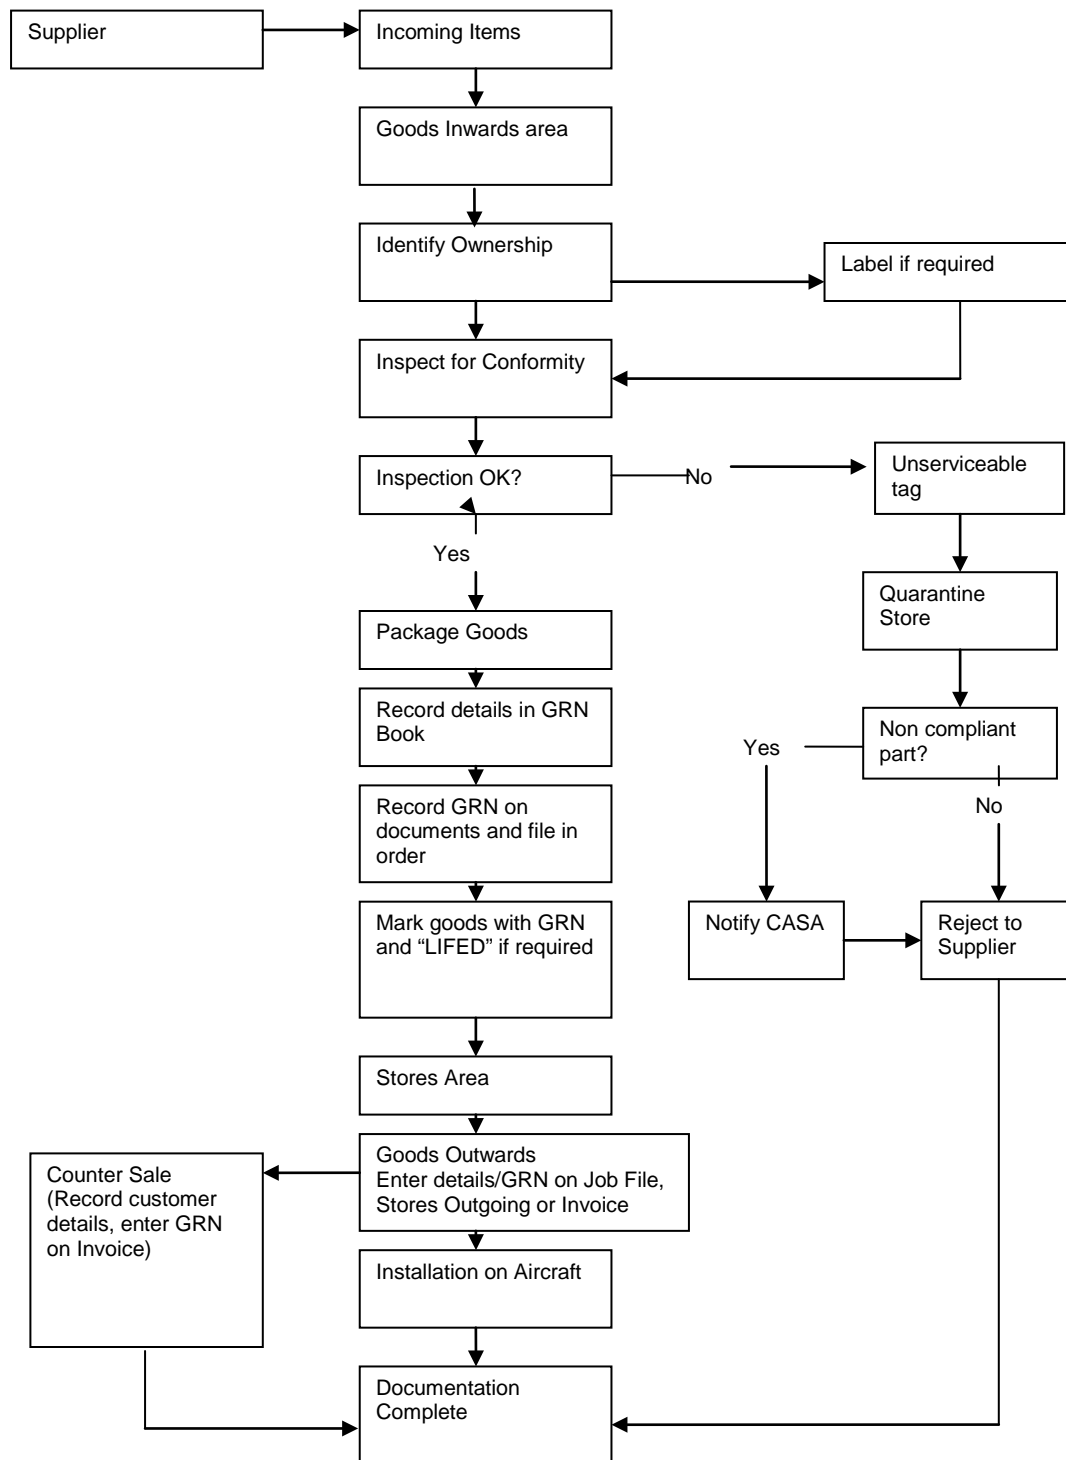 Supplier
Incoming Items
Goods Inwards area
Identify Ownership
Label if required
Inspect for Conformity
Inspection OK?
No
Unserviceable
tag
Yes
Quarantine
Store
Package Goods
Record details in GRN
Book
Non compliant
part?
Yes
No
Record GRN on
documents and file in
order
Mark goods with GRN
and “LIFED” if required
Notify CASA
Reject to
Supplier
Stores Area
Goods Outwards
Enter details/GRN on Job File,
Stores Outgoing or Invoice
Counter Sale
(Record customer
details, enter GRN
on Invoice)
Installation on Aircraft
Documentation
Complete